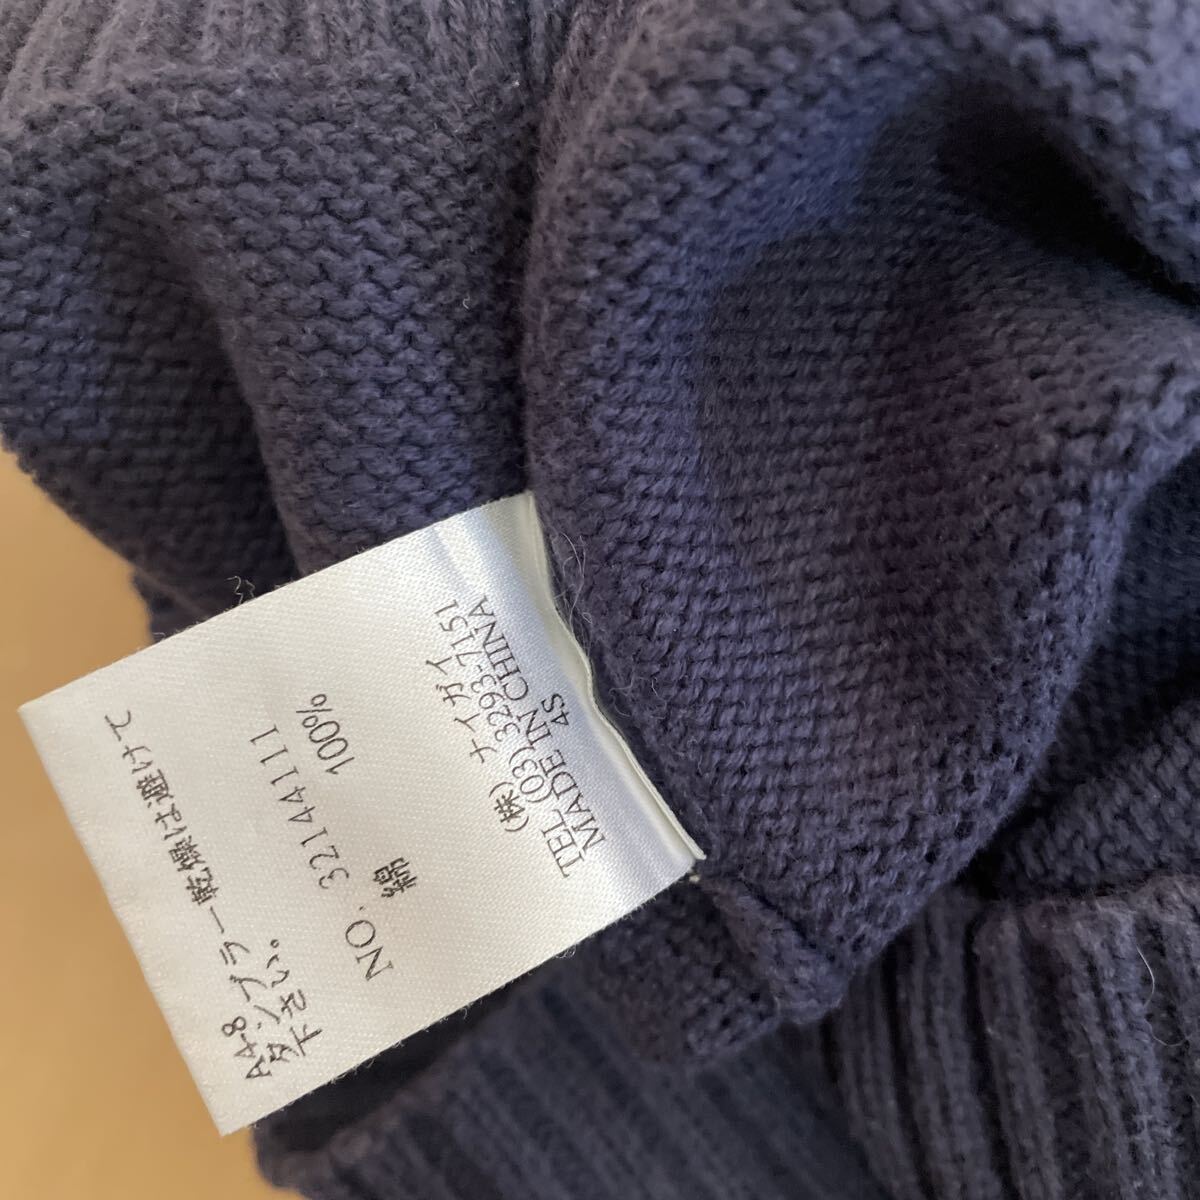 A4-8
タンブラー乾燥は避けて
下さい。
NO. 32144111
綿 100%
(株)ナイガイ
TEL (03) 3293-7151
MADE IN CHINA
4S